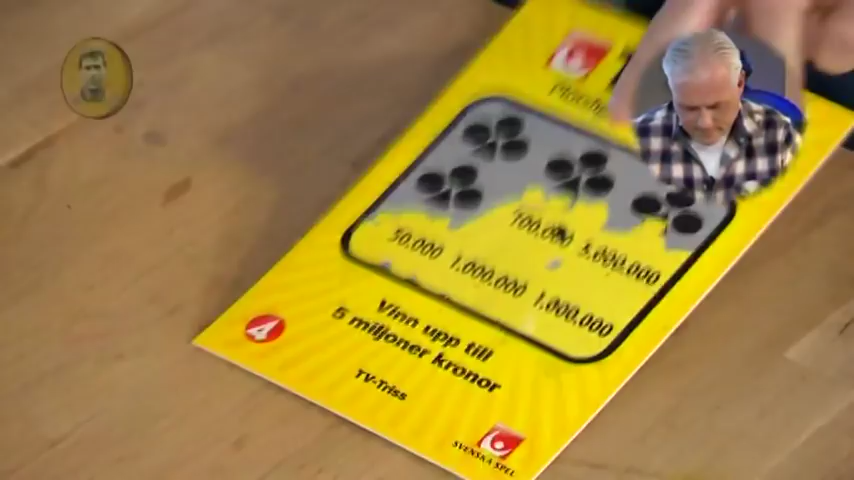 100.000 5.000.000
50.000 1.000.000 1.000.000
Vinn upp till
5 miljoner kronor
TV-Triss
4
SVENSKA SPEL